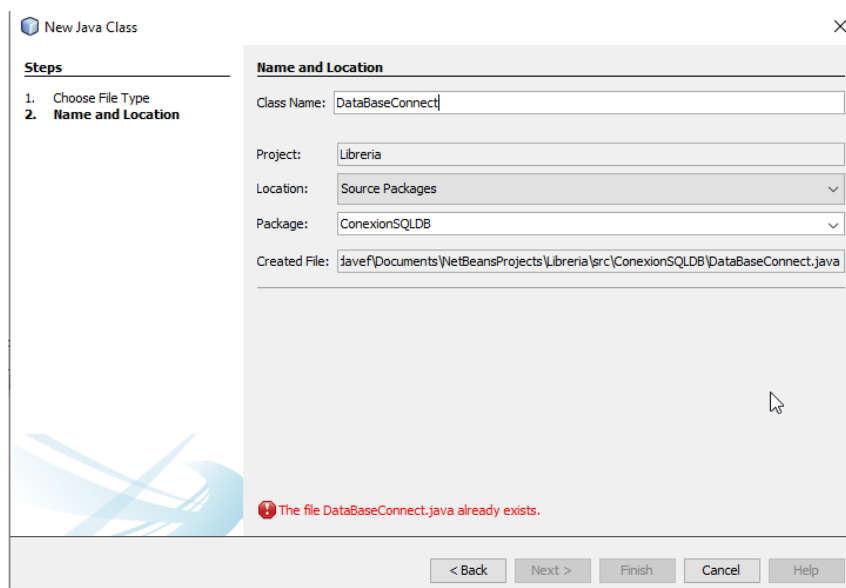 New Java Class
Steps
1. Choose File Type
2. Name and Location
Name and Location
Class Name: DataBaseConnect
Project: Libreria
Location: Source Packages
Package: ConexionSQLDB
Created File: davef\Documents\NetBeansProjects\Libreria\src\ConexionSQLDB\DataBaseConnect.java
The file DataBaseConnect.java already exists.
< Back Next > Finish Cancel Help